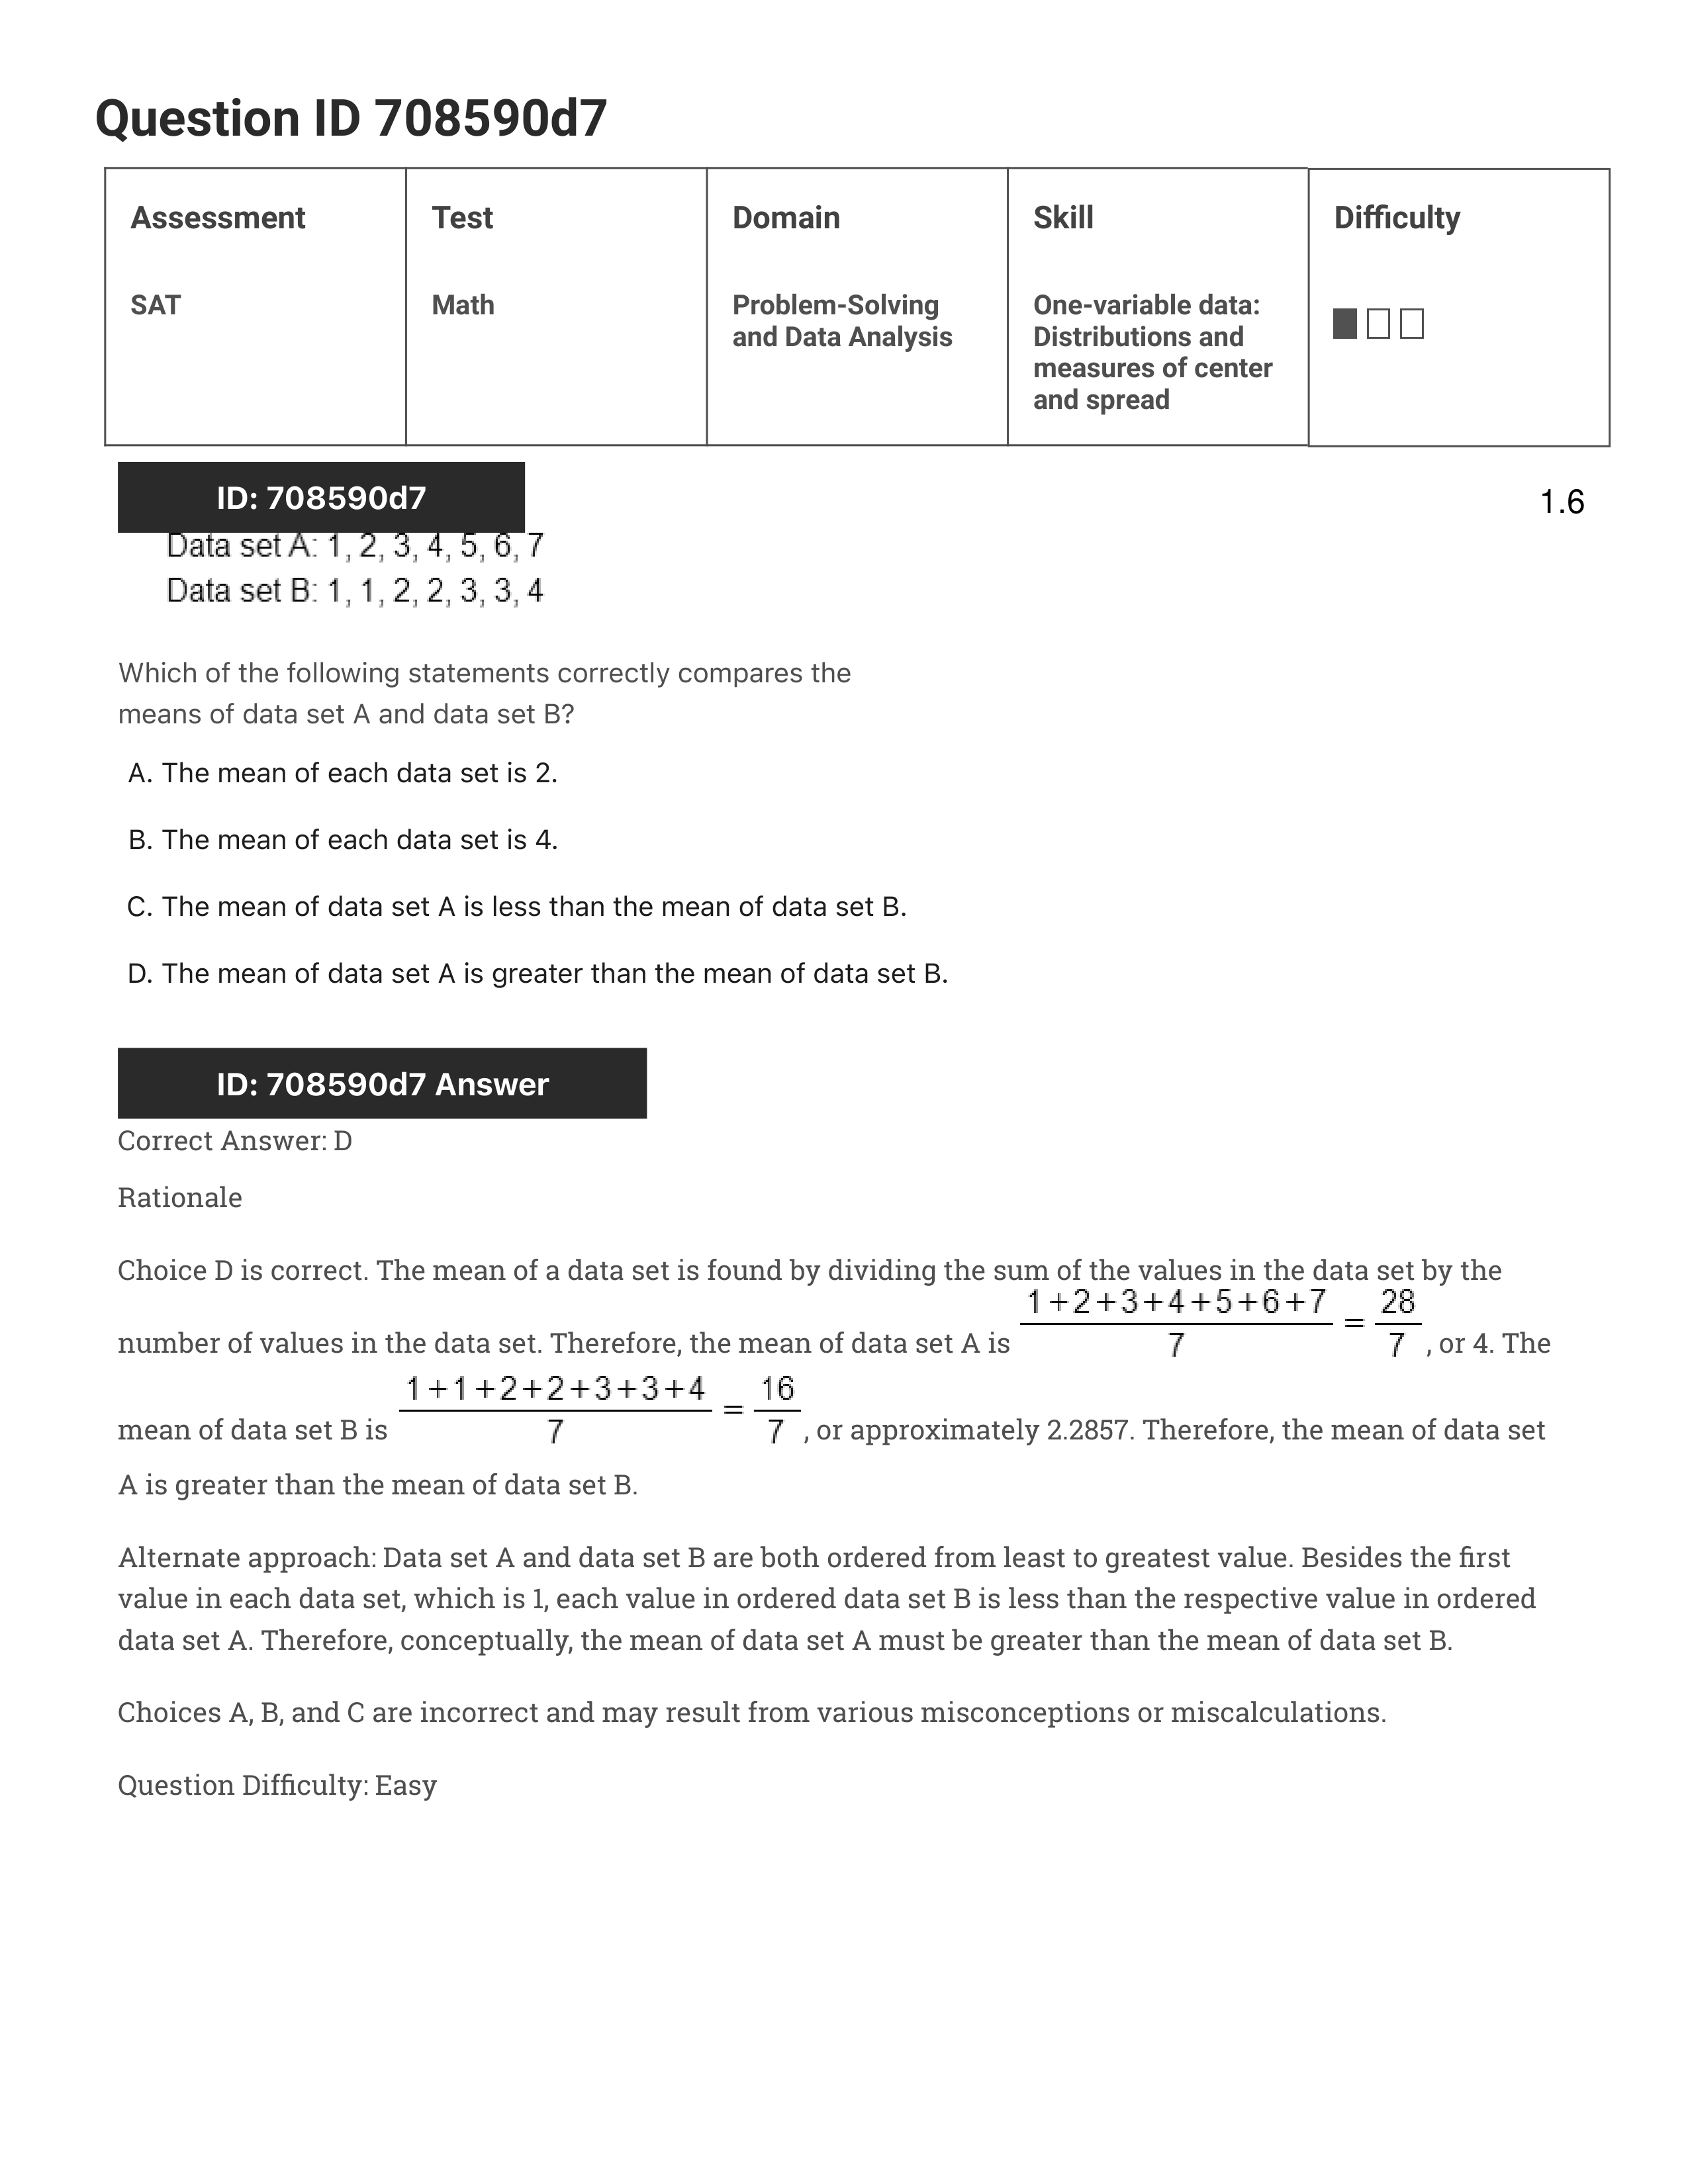 Question ID 708590d7
Assessment Test Domain Skill Difficulty
SAT Math Problem-Solving and Data Analysis One-variable data: Distributions and measures of center and spread
ID: 708590d7 1.6
Data set A: 1, 2, 3, 4, 5, 6, 7
Data set B: 1, 1, 2, 2, 3, 3, 4
Which of the following statements correctly compares the
means of data set A and data set B?
A. The mean of each data set is 2.
B. The mean of each data set is 4.
C. The mean of data set A is less than the mean of data set B.
D. The mean of data set A is greater than the mean of data set B.
ID: 708590d7 Answer
Correct Answer: D
Rationale
Choice D is correct. The mean of a data set is found by dividing the sum of the values in the data set by the
number of values in the data set. Therefore, the mean of data set A is (1+2+3+4+5+6+7)/7 = 28/7, or 4. The
mean of data set B is (1+1+2+2+3+3+4)/7 = 16/7, or approximately 2.2857. Therefore, the mean of data set
A is greater than the mean of data set B.
Alternate approach: Data set A and data set B are both ordered from least to greatest value. Besides the first
value in each data set, which is 1, each value in ordered data set B is less than the respective value in ordered
data set A. Therefore, conceptually, the mean of data set A must be greater than the mean of data set B.
Choices A, B, and C are incorrect and may result from various misconceptions or miscalculations.
Question Difficulty: Easy